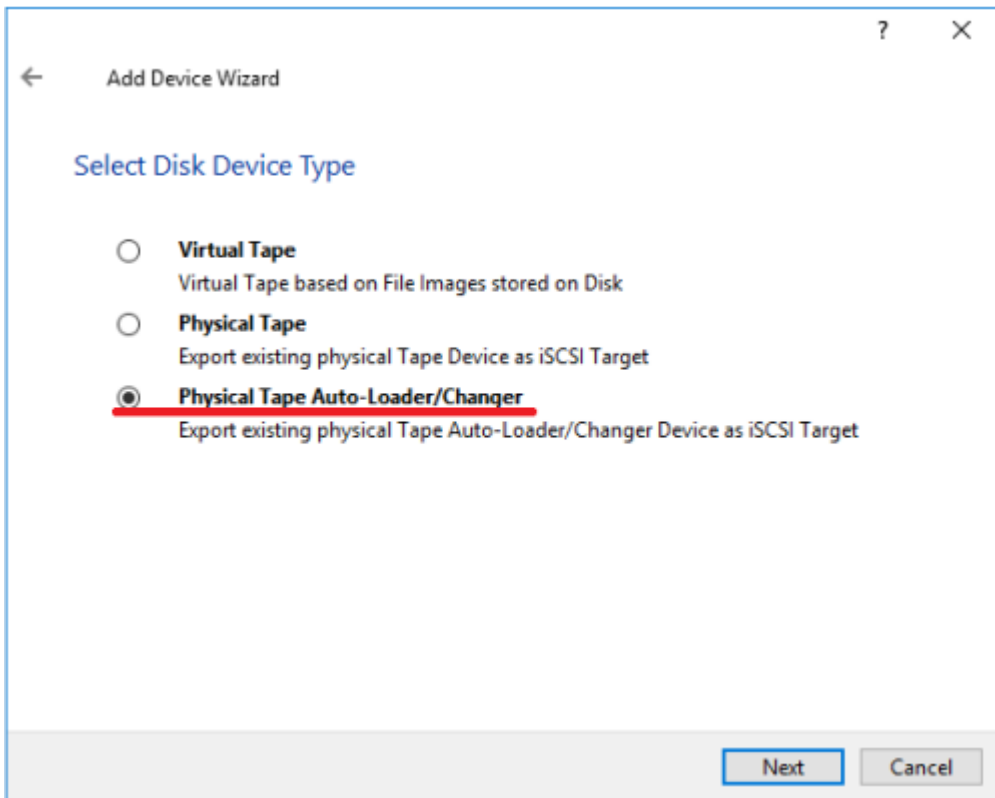 ?
Add Device Wizard
Select Disk Device Type
Virtual Tape
Virtual Tape based on File Images stored on Disk
Physical Tape
Export existing physical Tape Device as iSCSI Target
Physical Tape Auto-Loader/Changer
Export existing physical Tape Auto-Loader/Changer Device as iSCSI Target
Next Cancel